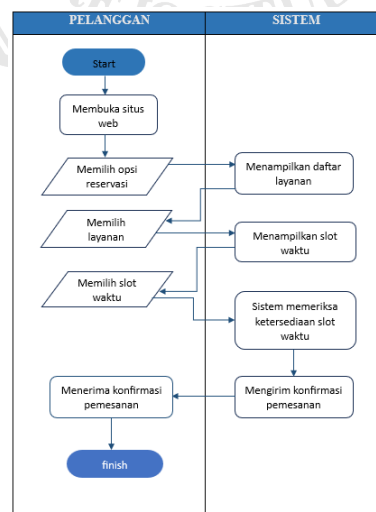 PELANGGAN
SISTEM
Start
Membuka situs
web
Memilih opsi
reservasi
Menampilkan daftar
layanan
Memilih
layanan
Menampilkan slot
waktu
Memilih slot
waktu
Sistem memeriksa
ketersediaan slot
waktu
Menerima konfirmasi
pemesanan
Mengirim konfirmasi
pemesanan
finish